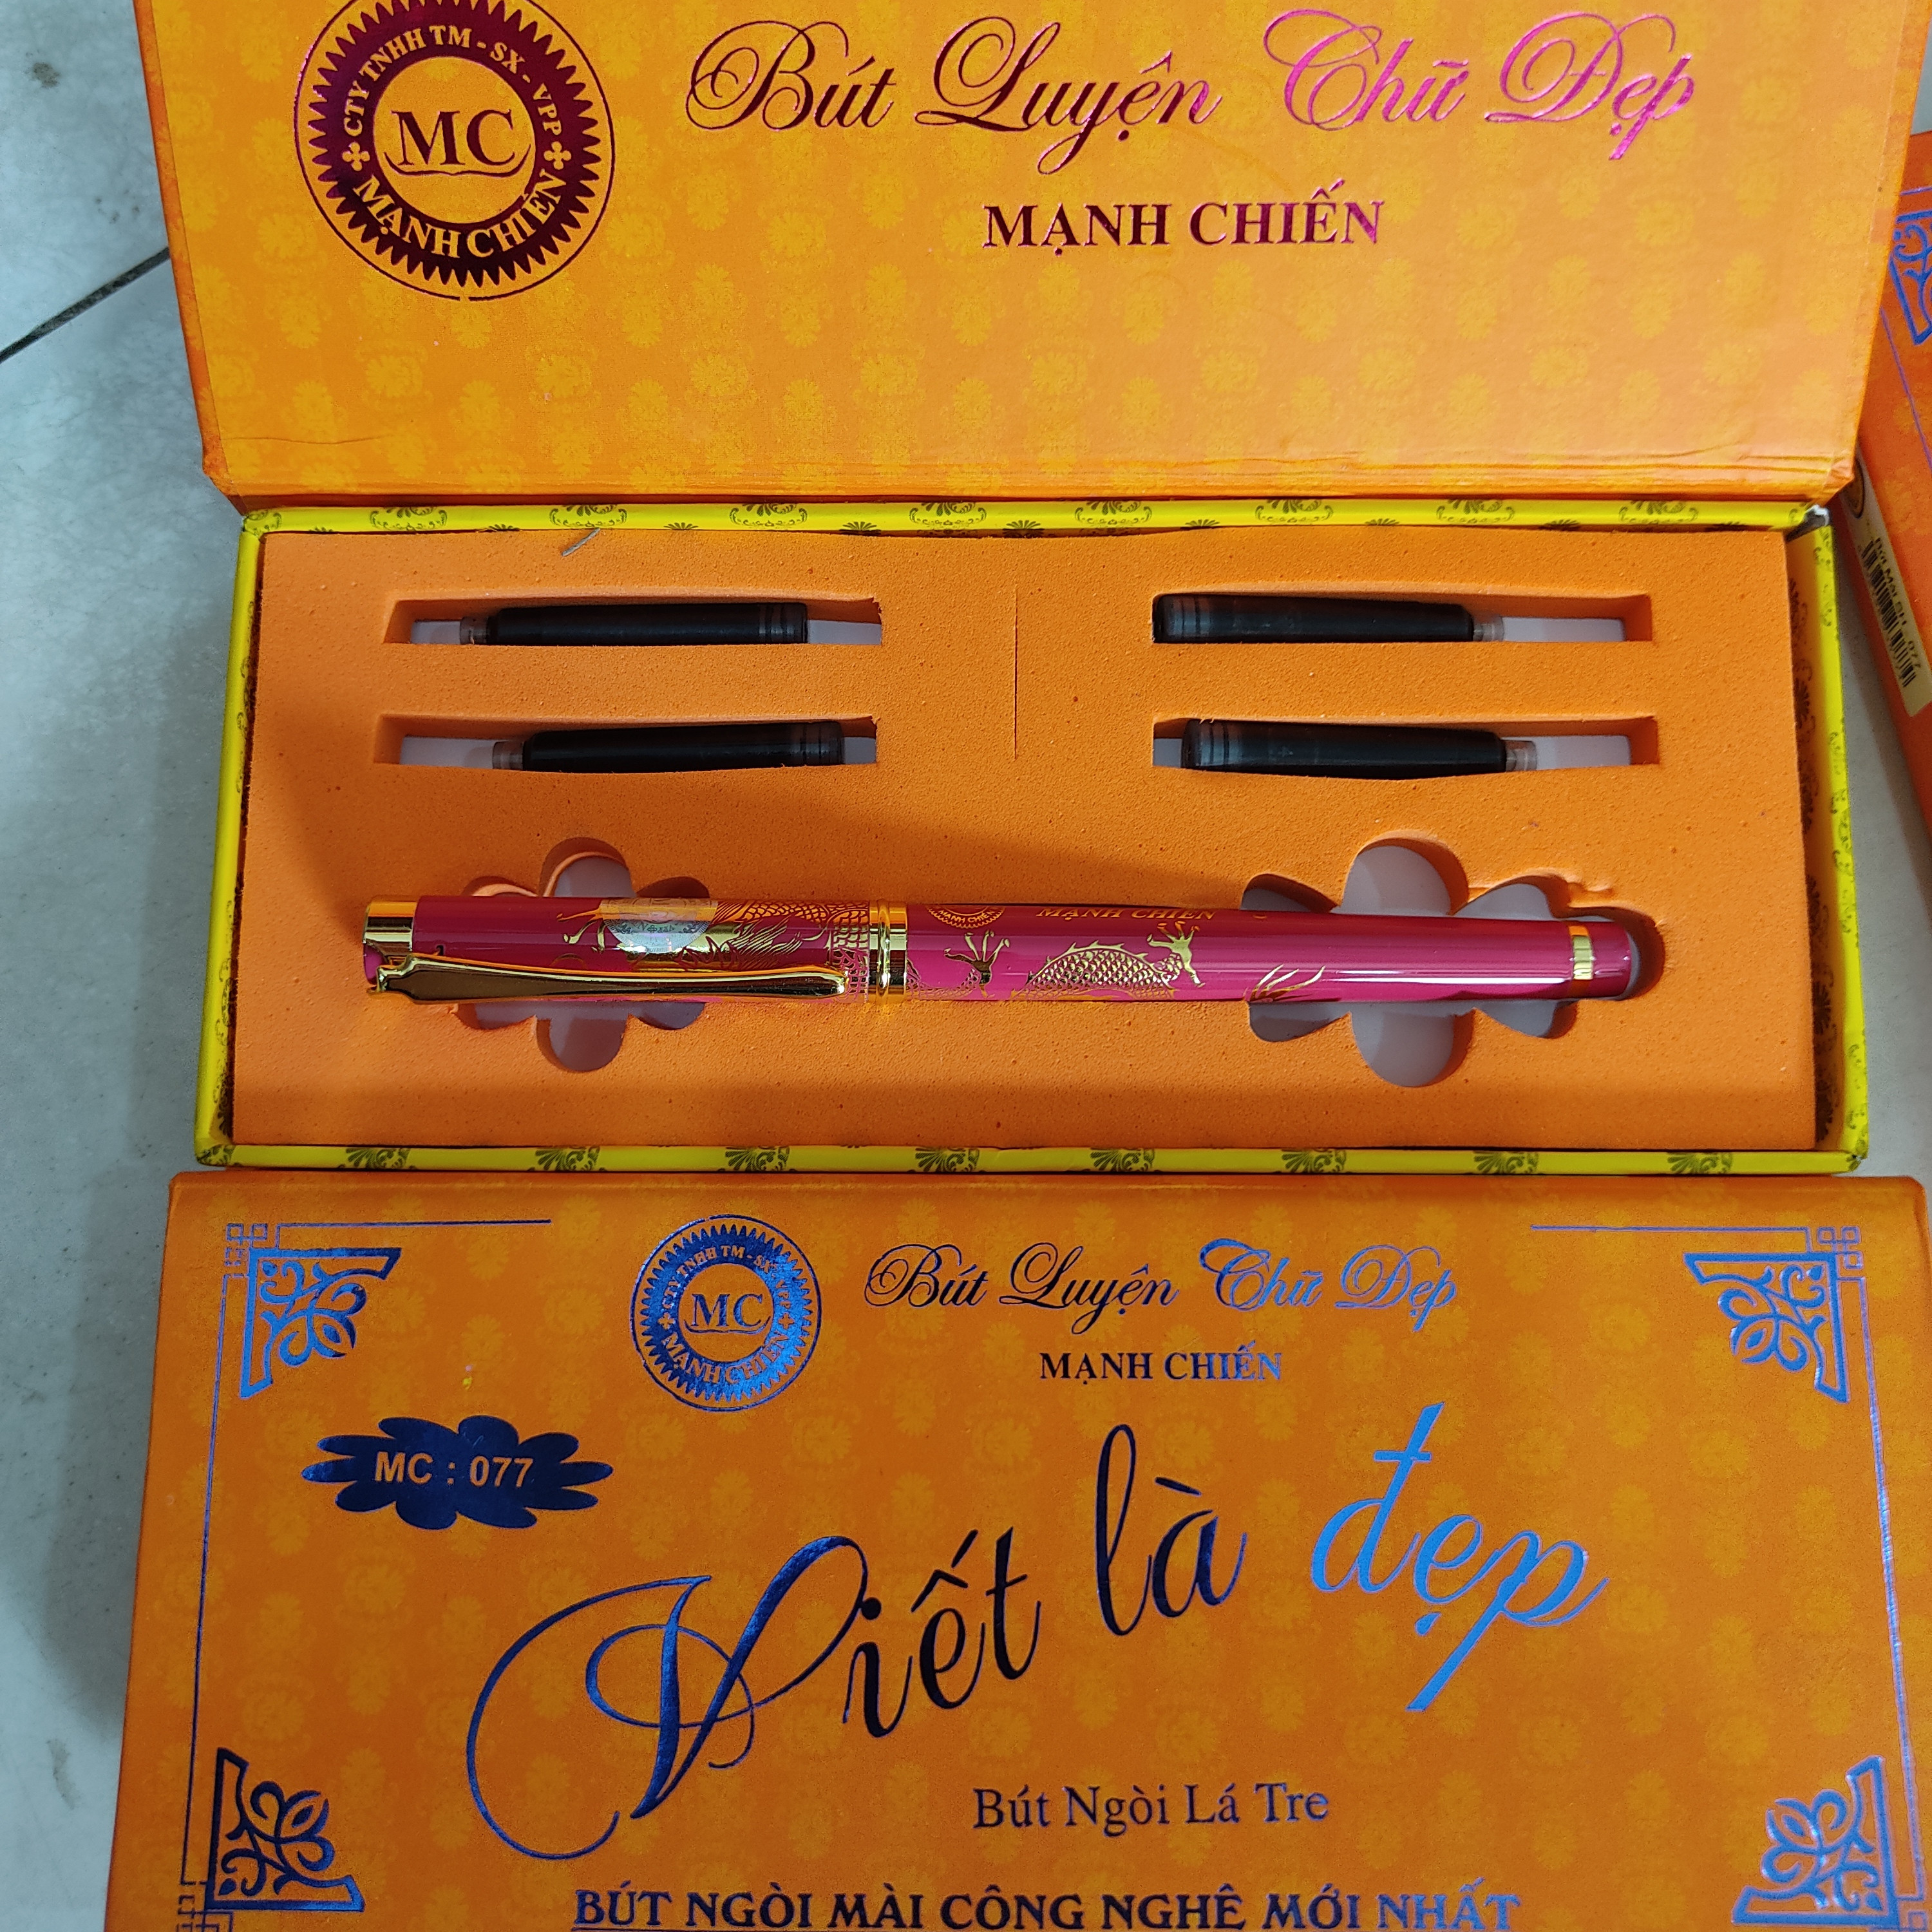 CTY TNHH TM - SX - VPP
MC
MẠNH CHIẾN
Bút Luyện Chữ Đẹp
MẠNH CHIẾN
MẠNH CHIẾN
MẠNH CHIẾN
CTY TNHH TM - SX - VPP
MC
MẠNH CHIẾN
Bút Luyện Chữ Đẹp
MẠNH CHIẾN
MC : 077
Viết là đẹp
Bút Ngòi Lá Tre
BÚT NGÒI MÀI CÔNG NGHỆ MỚI NHẤT